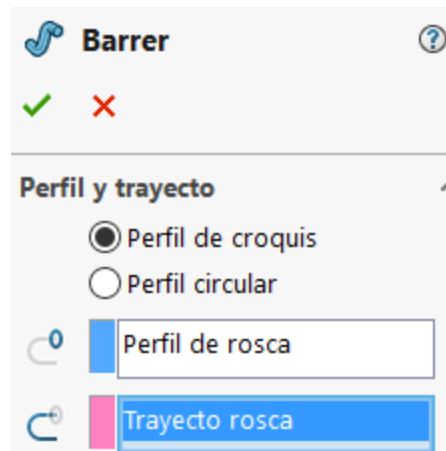 Barrer
Perfil y trayecto
Perfil de croquis
Perfil circular
Perfil de rosca
Trayecto rosca